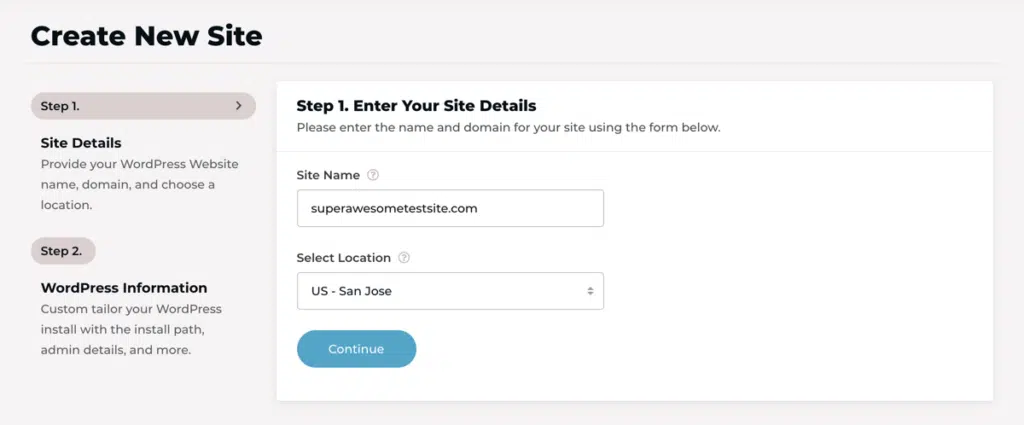 Create New Site
Step 1.
Site Details
Provide your WordPress Website
name, domain, and choose a
location.
Step 2.
WordPress Information
Custom tailor your WordPress
install with the install path,
admin details, and more.
Step 1. Enter Your Site Details
Please enter the name and domain for your site using the form below.
Site Name ?
superawesometestsite.com
Select Location ?
US - San Jose
Continue